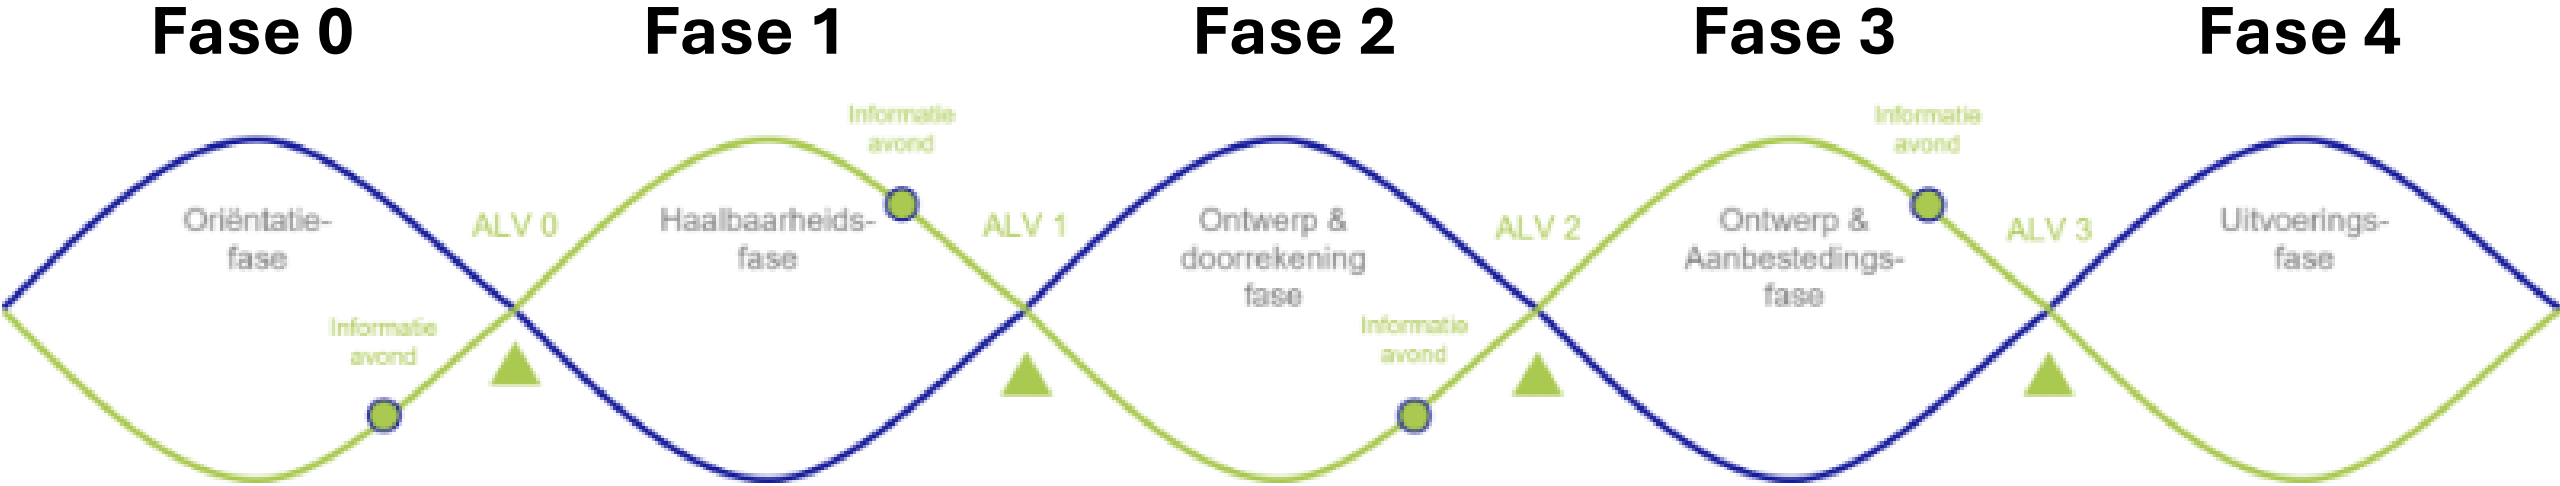 Fase 0
Fase 1
Fase 2
Fase 3
Fase 4
Oriëntatie-
fase
Informatie
avond
ALV 0
Haalbaarheids-
fase
Informatie
avond
ALV 1
Ontwerp &
doorrekening
fase
Informatie
avond
ALV 2
Ontwerp &
Aanbestedings-
fase
Informatie
avond
ALV 3
Uitvoerings-
fase